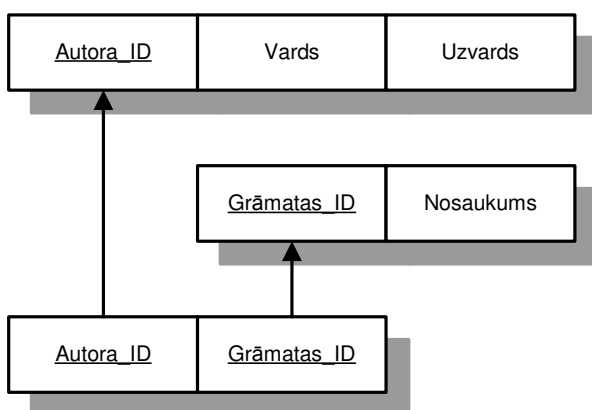 Autora_ID Vards Uzvards
Grāmatas_ID Nosaukums
Autora_ID Grāmatas_ID